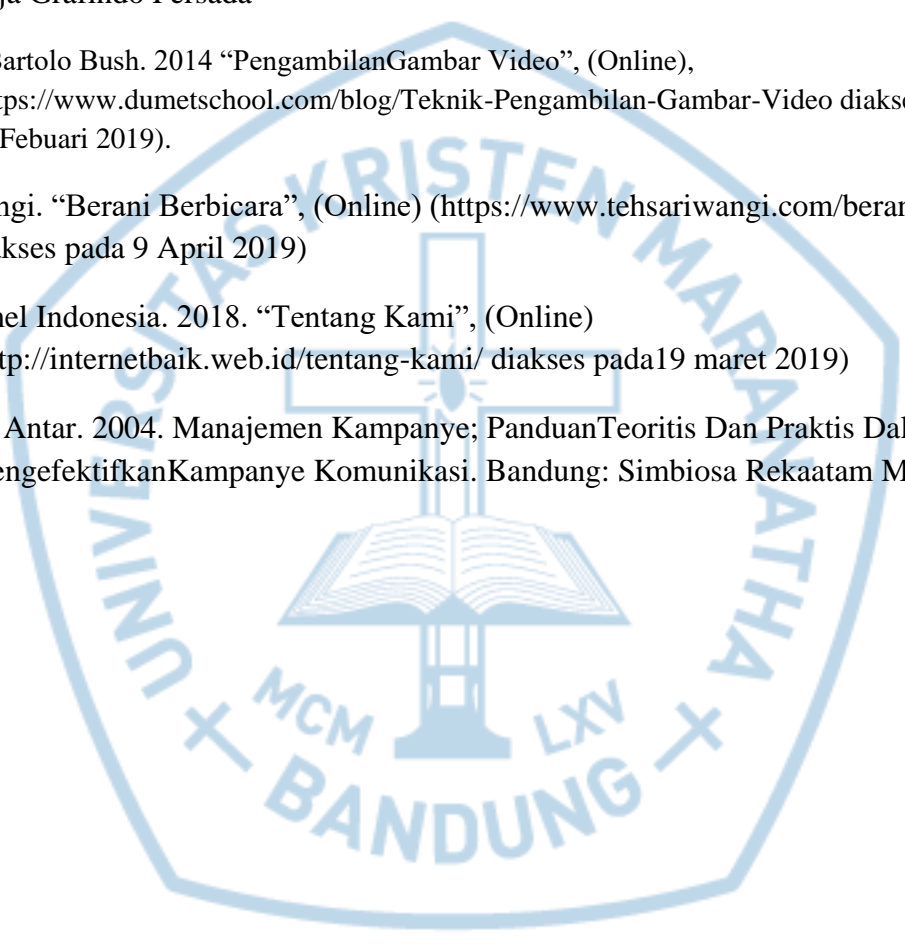 ja Grafindo Persada
Bartolo Bush. 2014 “PengambilanGambar Video”, (Online),
tps://www.dumetschool.com/blog/Teknik-Pengambilan-Gambar-Video diakse
Febuari 2019).
ngi. “Berani Berbicara”, (Online) (https://www.tehsariwangi.com/beran
kses pada 9 April 2019)
nel Indonesia. 2018. “Tentang Kami”, (Online)
tp://internetbaik.web.id/tentang-kami/ diakses pada19 maret 2019)
Antar. 2004. Manajemen Kampanye; PanduanTeoritis Dan Praktis Dal
engefektifkanKampanye Komunikasi. Bandung: Simbiosa Rekaatam M
UNIVERSITAS KRISTEN MARANATHA
MCM LXV
BANDUNG